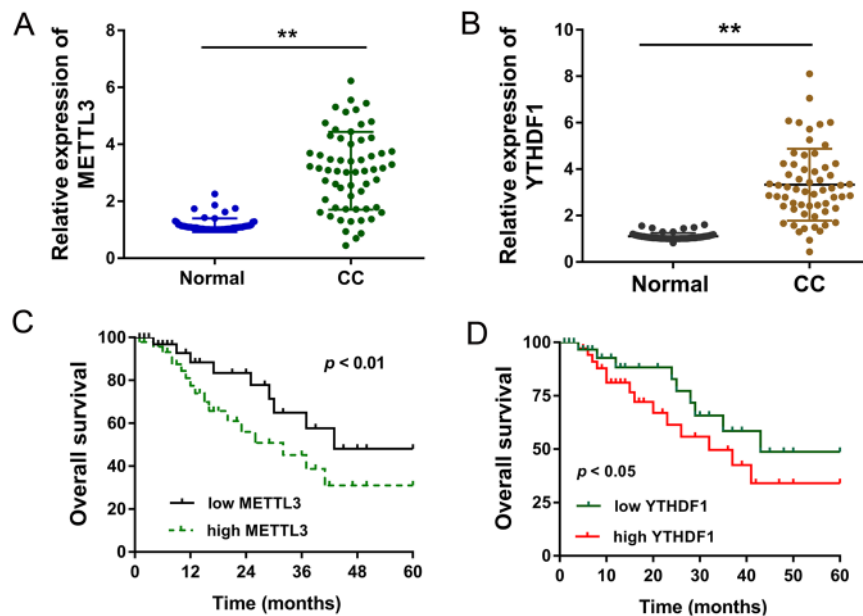 A
Relative expression of
METTL3
8
6
4
2
0
**
Normal
CC
B
Relative expression of
YTHDF1
10
8
6
4
2
0
**
Normal
CC
C
Overall survival
100
80
60
40
20
0
p < 0.01
low METTL3
high METTL3
0 12 24 36 48 60
Time (months)
D
Overall survival
100
75
50
25
0
p < 0.05
low YTHDF1
high YTHDF1
0 10 20 30 40 50 60
Time (months)